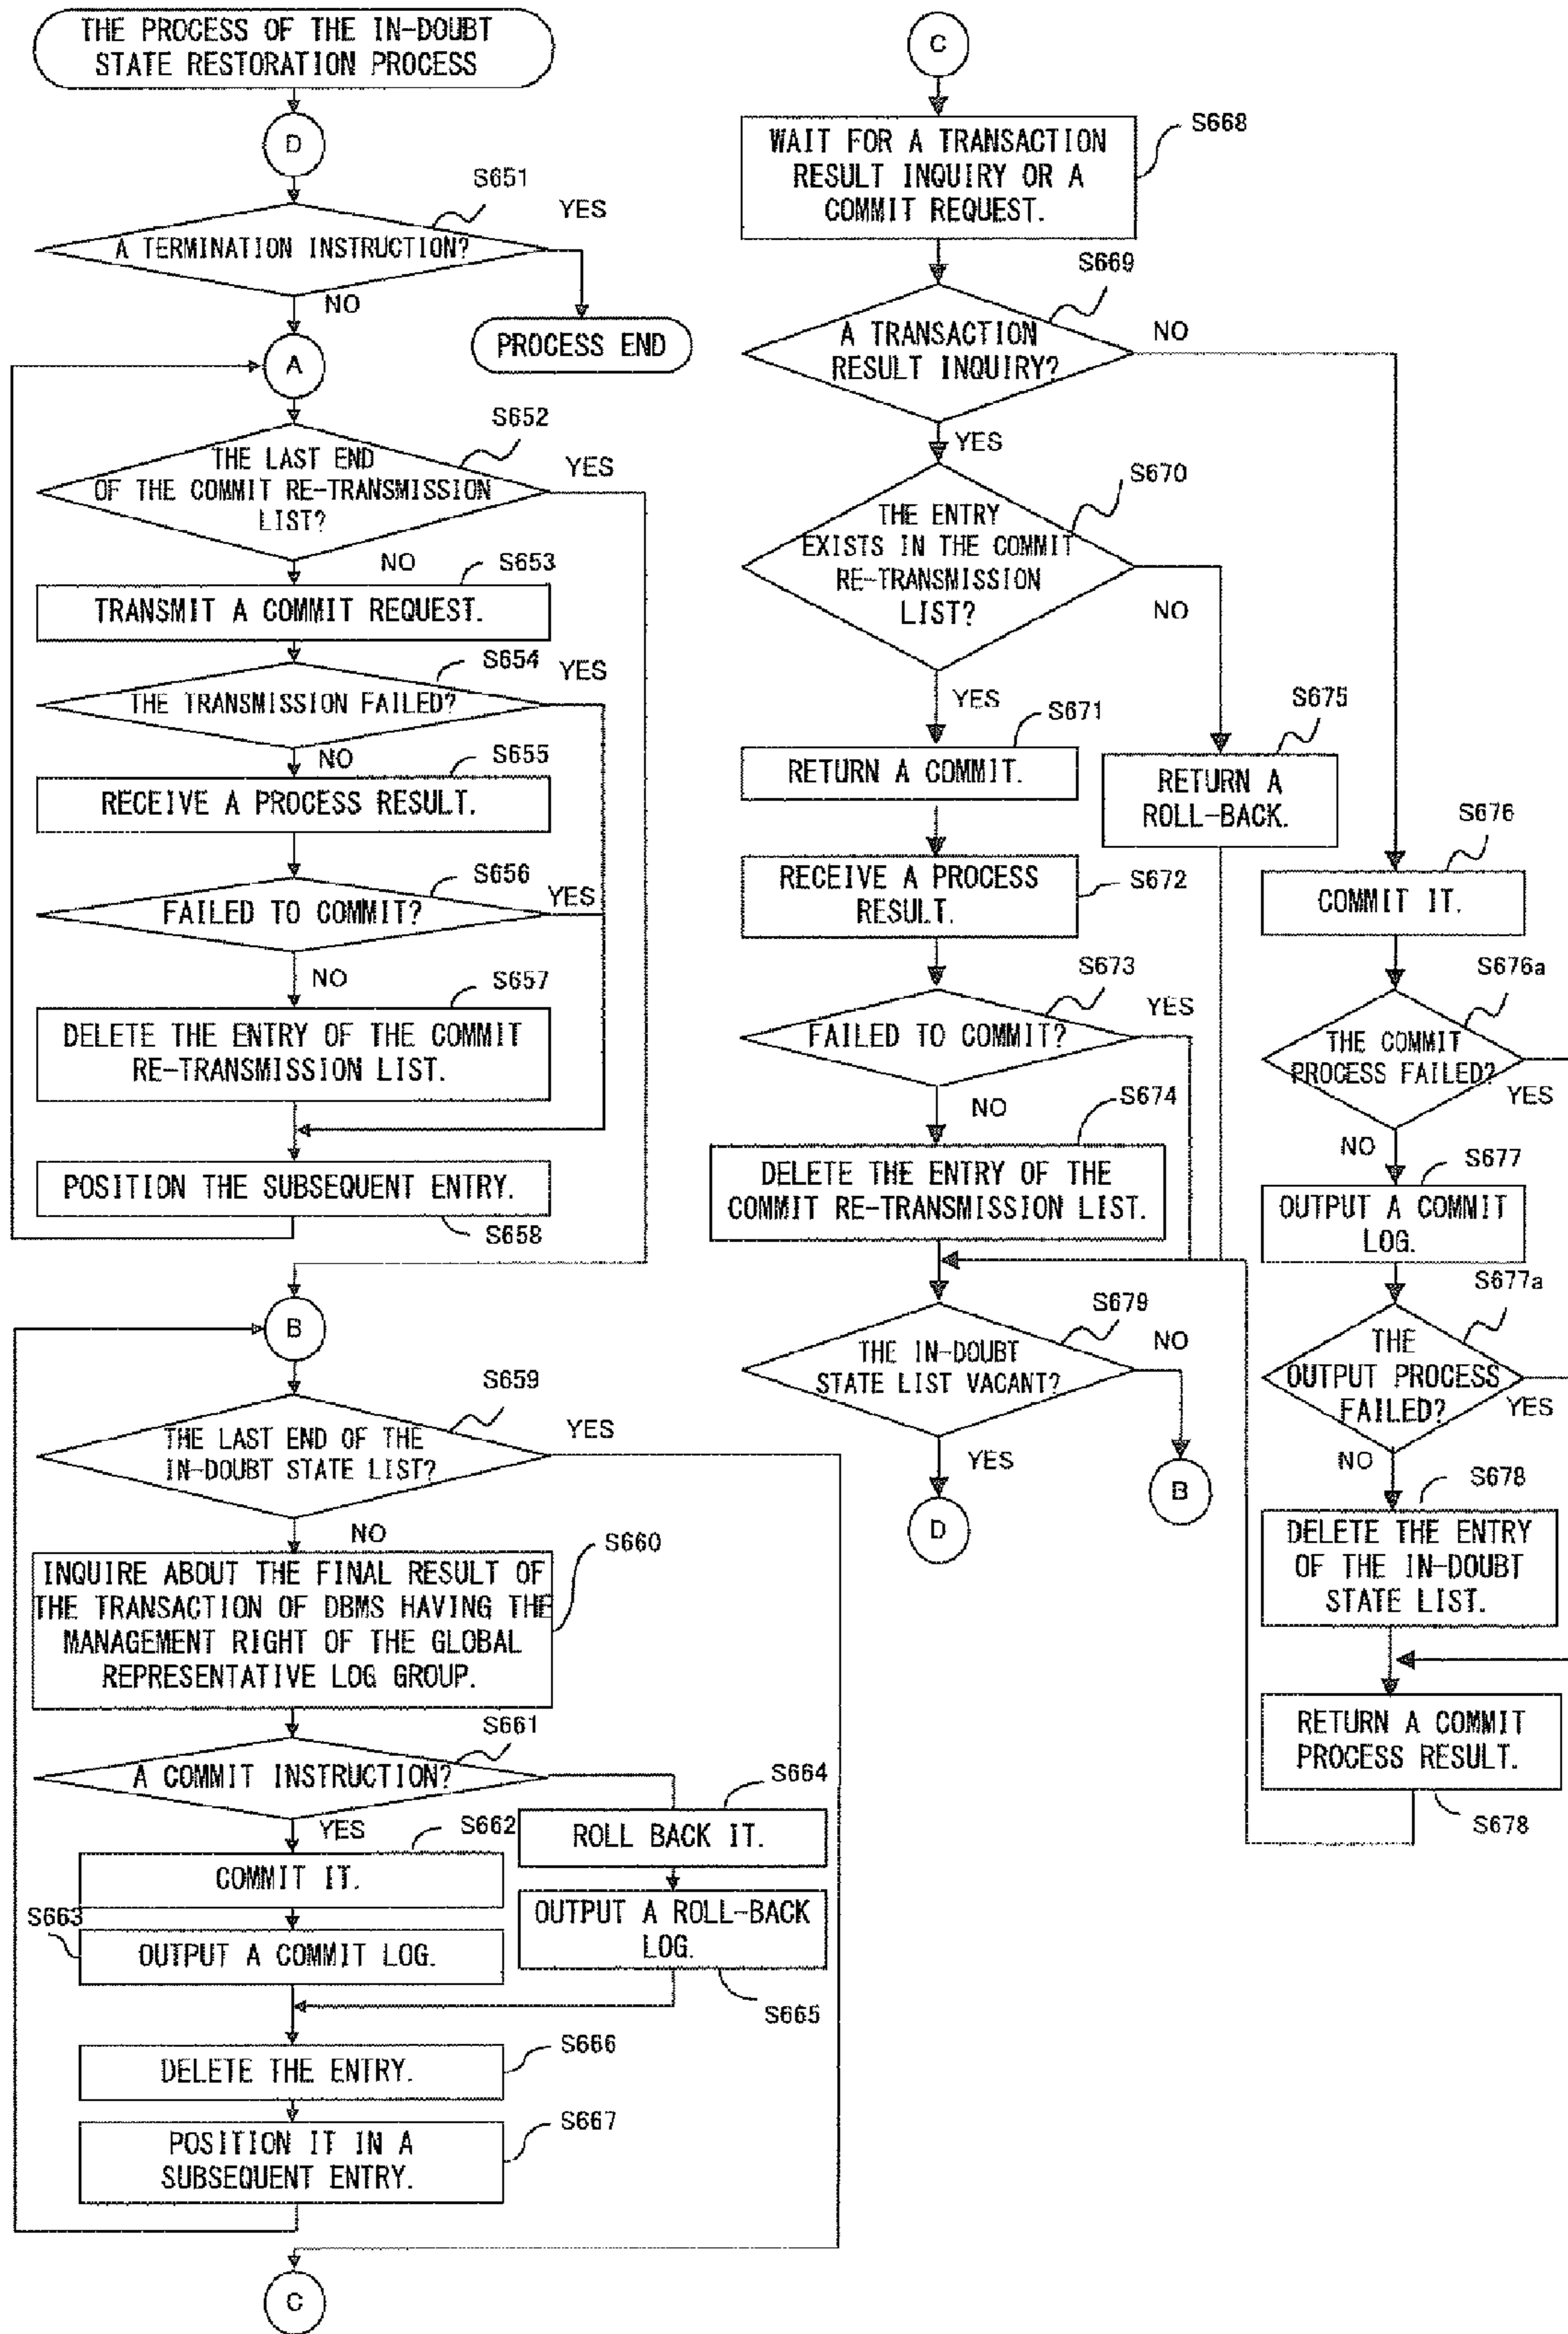 THE PROCESS OF THE IN-DOUBT
STATE RESTORATION PROCESS
D
S651
YES
A TERMINATION INSTRUCTION?
NO
PROCESS END
A
S652
THE LAST END
OF THE COMMIT RE-TRANSMISSION
LIST?
YES
NO
S653
TRANSMIT A COMMIT REQUEST.
S654
YES
THE TRANSMISSION FAILED?
NO
S655
RECEIVE A PROCESS RESULT.
S656
YES
FAILED TO COMMIT?
NO
S657
DELETE THE ENTRY OF THE COMMIT
RE-TRANSMISSION LIST.
POSITION THE SUBSEQUENT ENTRY.
S658
B
S659
YES
THE LAST END OF THE
IN-DOUBT STATE LIST?
NO
S660
INQUIRE ABOUT THE FINAL RESULT OF
THE TRANSACTION OF DBMS HAVING THE
MANAGEMENT RIGHT OF THE GLOBAL
REPRESENTATIVE LOG GROUP.
S661
A COMMIT INSTRUCTION?
YES
S662
COMMIT IT.
S663
OUTPUT A COMMIT LOG.
S664
ROLL BACK IT.
OUTPUT A ROLL-BACK
LOG.
S665
S666
DELETE THE ENTRY.
S667
POSITION IT IN A
SUBSEQUENT ENTRY.
C
C
S668
WAIT FOR A TRANSACTION
RESULT INQUIRY OR A
COMMIT REQUEST.
S669
A TRANSACTION
RESULT INQUIRY?
NO
YES
S670
THE ENTRY
EXISTS IN THE COMMIT
RE-TRANSMISSION
LIST?
NO
YES
S671
RETURN A COMMIT.
S675
RETURN A
ROLL-BACK.
RECEIVE A PROCESS
RESULT.
S672
S673
YES
FAILED TO COMMIT?
NO
S674
DELETE THE ENTRY OF THE
COMMIT RE-TRANSMISSION LIST.
S679
NO
THE IN-DOUBT
STATE LIST VACANT?
YES
B
D
S676
COMMIT IT.
S676a
THE COMMIT
PROCESS FAILED?
YES
NO
S677
OUTPUT A COMMIT
LOG.
S677a
THE
OUTPUT PROCESS
FAILED?
YES
NO
S678
DELETE THE ENTRY
OF THE IN-DOUBT
STATE LIST.
RETURN A COMMIT
PROCESS RESULT.
S678